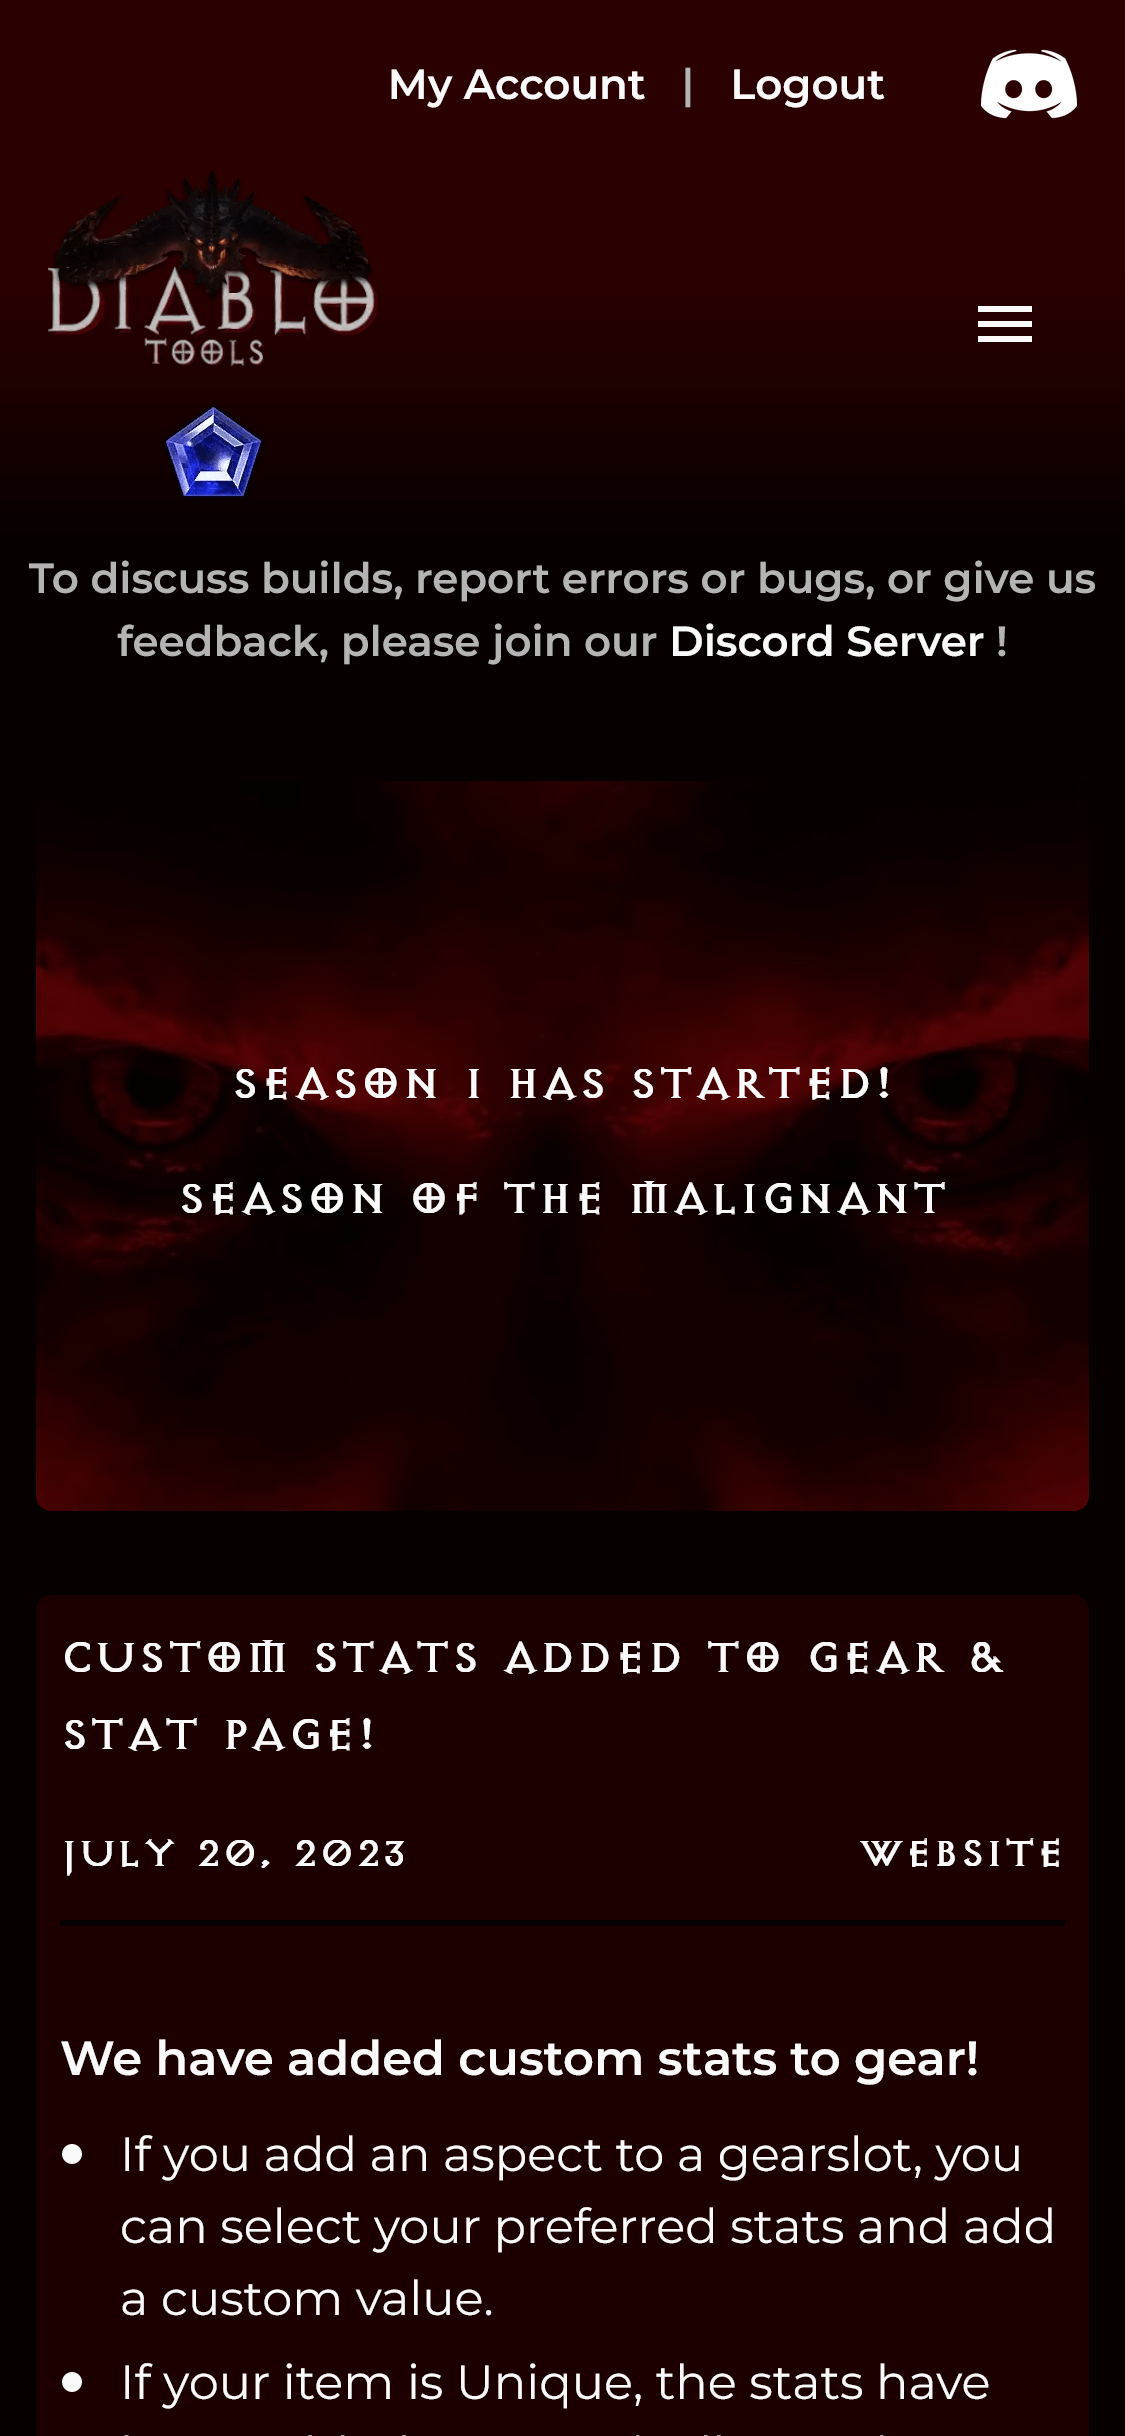 My Account | Logout
DIABLO
TOOLS
To discuss builds, report errors or bugs, or give us
feedback, please join our Discord Server !
SEASON I HAS STARTED!
SEASON OF THE MALIGNANT
CUSTOM STATS ADDED TO GEAR &
STAT PAGE!
JULY 20, 2023
WEBSITE
We have added custom stats to gear!
• If you add an aspect to a gearslot, you
can select your preferred stats and add
a custom value.
• If your item is Unique, the stats have